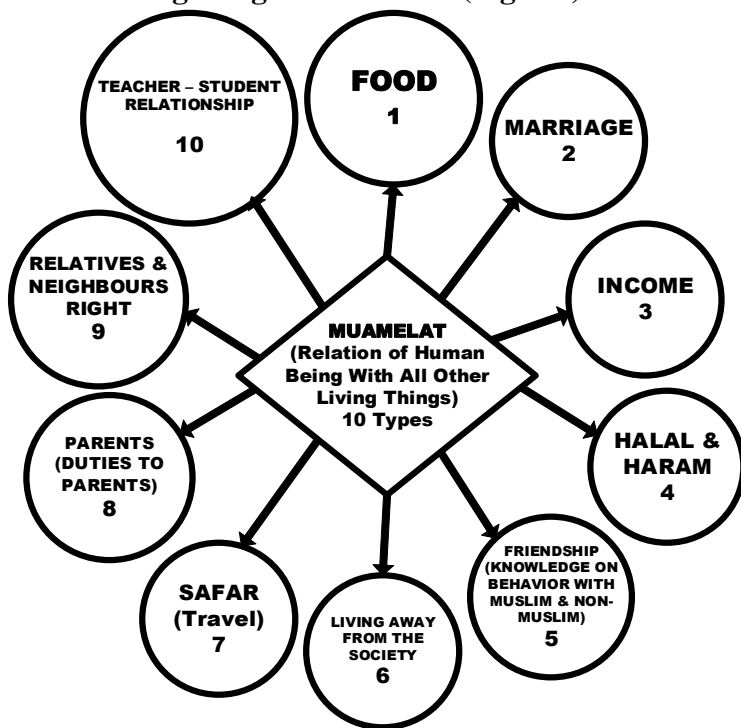 FOOD
1
MARRIAGE
2
INCOME
3
HALAL &
HARAM
4
FRIENDSHIP
(KNOWLEDGE ON
BEHAVIOR WITH
MUSLIM & NON-
MUSLIM)
5
LIVING AWAY
FROM THE
SOCIETY
6
SAFAR
(Travel)
7
PARENTS
(DUTIES TO
PARENTS)
8
RELATIVES &
NEIGHBOURS
RIGHT
9
TEACHER – STUDENT
RELATIONSHIP
10
MUAMELAT
(Relation of Human
Being With All Other
Living Things)
10 Types